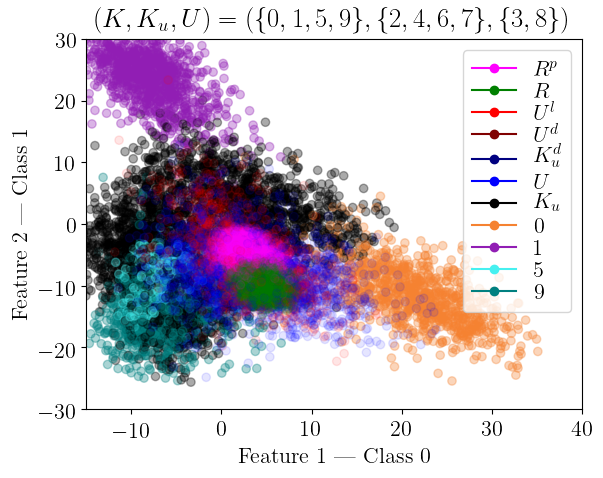 (K, K_u, U) = ({0, 1, 5, 9}, {2, 4, 6, 7}, {3, 8})
30
20
10
0
−10
−20
−30
Feature 2 — Class 1
R^p
R
U^l
U^d
K_u^d
U
K_u
0
1
5
9
−10
0
10
20
30
40
Feature 1 — Class 0